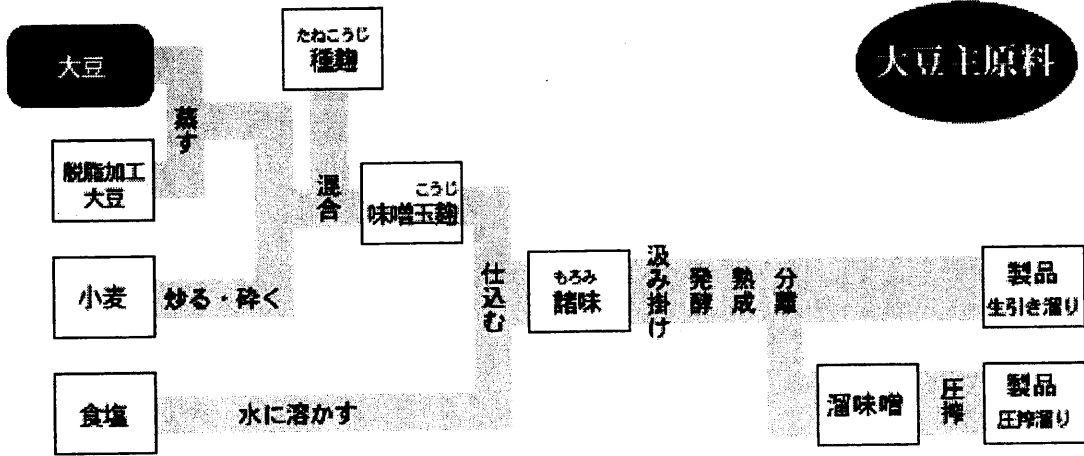 大豆
たねこうじ
種麹
大豆主原料
蒸す
脱脂加工
大豆
混合
こうじ
味噌玉麹
小麦
炒る・砕く
仕込む
もろみ
諸味
汲み掛け
発酵
熟成
分離
製品
生引き溜り
食塩
水に溶かす
溜味噌
圧搾
製品
圧搾溜り